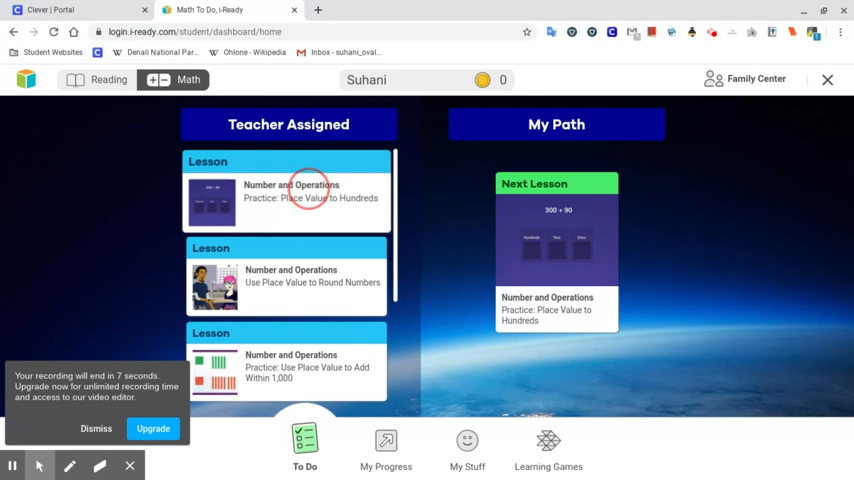 Clever | Portal
Math To Do, i-Ready
login.i-ready.com/student/dashboard/home
Student Websites
Denali National Par...
Ohlone - Wikipedia
Inbox - suhani_oval...
Reading
Math
Suhani
0
Family Center
Teacher Assigned
My Path
Lesson
Number and Operations
Practice: Place Value to Hundreds
Lesson
Number and Operations
Use Place Value to Round Numbers
Lesson
Number and Operations
Practice: Use Place Value to Add
Within 1,000
Next Lesson
300 + 90
Hundreds Tens Ones
Number and Operations
Practice: Place Value to
Hundreds
Your recording will end in 7 seconds.
Upgrade now for unlimited recording time
and access to our video editor.
Dismiss
Upgrade
To Do
My Progress
My Stuff
Learning Games